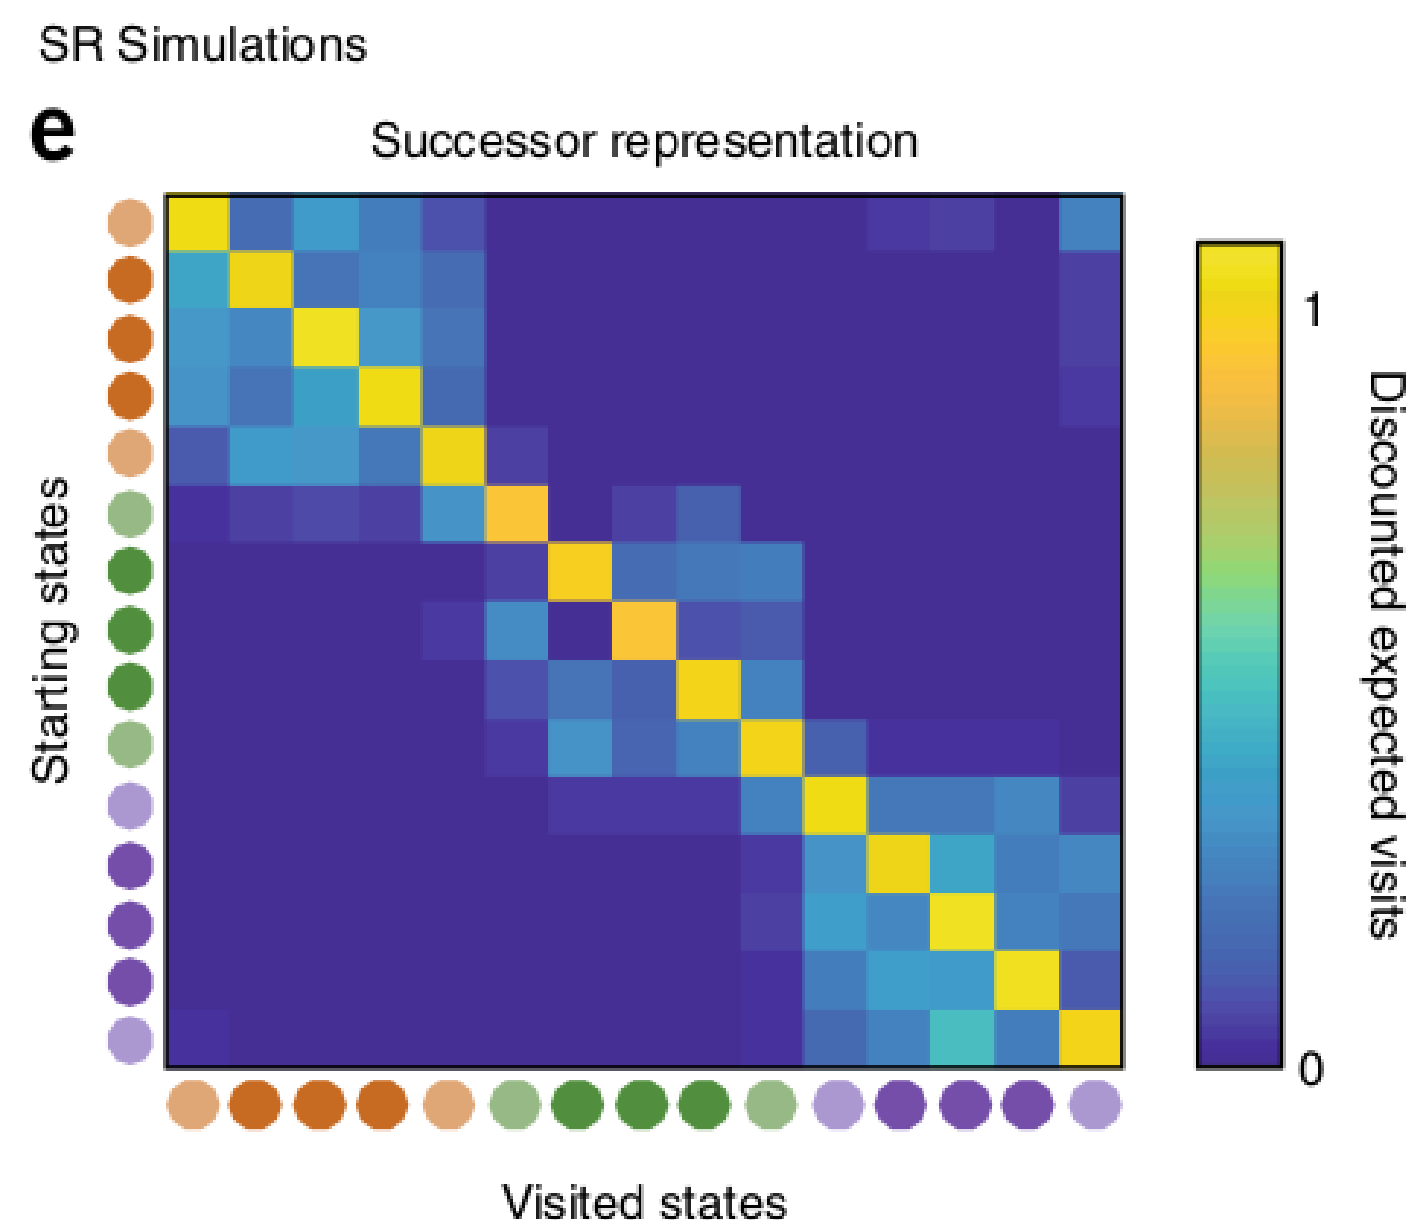 SR Simulations
e
Successor representation
Starting states
Visited states
1
0
Discounted expected visits